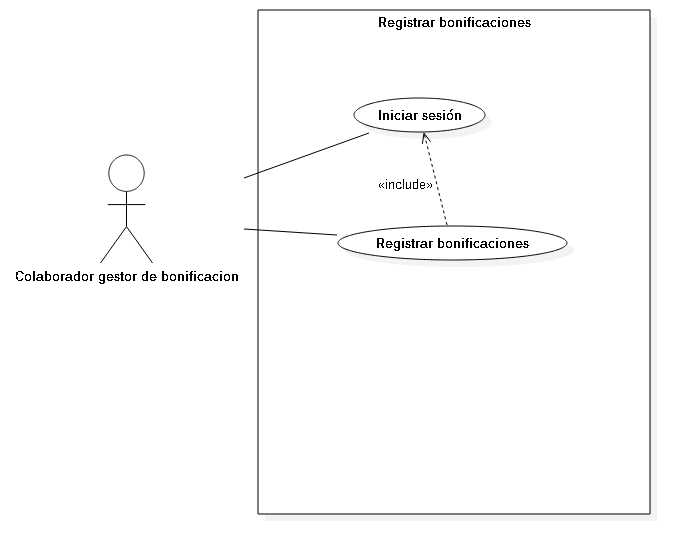 Registrar bonificaciones
Iniciar sesión
«include»
Registrar bonificaciones
Colaborador gestor de bonificacion